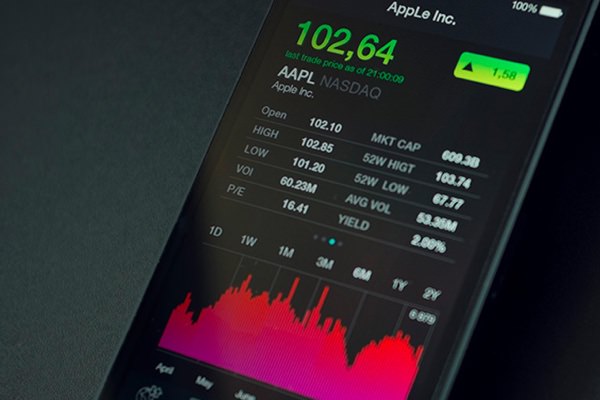 100%
AppLe Inc.
102,64
last trade price as of 21:00:09
▲ 1,58
AAPL NASDAQ
Apple Inc.
Open 102.10 MKT CAP 609.3B
HIGH 102.85 52W HIGT 103.74
LOW 101.20 52W LOW 67.77
VOl 60.23M AVG VOL 53.35M
P/E 16.41 YIELD 2.00%
1D 1W 1M 3M 6M 1Y 2Y
April May June